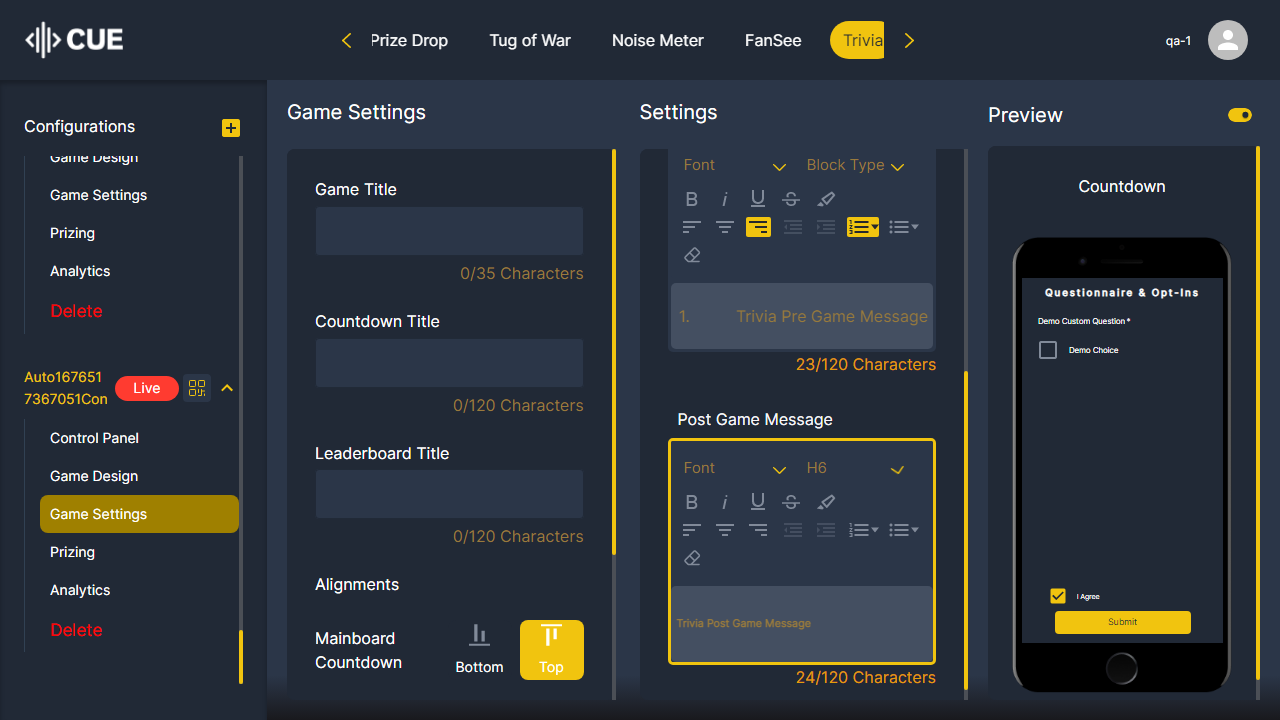 CUE
Prize Drop
Tug of War
Noise Meter
FanSee
Trivia
qa-1
Configurations
Game Design
Game Settings
Prizing
Analytics
Delete
Auto167651
7367051Con
Live
Control Panel
Game Design
Game Settings
Prizing
Analytics
Delete
Game Settings
Game Title
0/35 Characters
Countdown Title
0/120 Characters
Leaderboard Title
0/120 Characters
Alignments
Mainboard
Countdown
Bottom
Top
Settings
Font
Block Type
1. Trivia Pre Game Message
23/120 Characters
Post Game Message
Font
H6
Trivia Post Game Message
24/120 Characters
Preview
Countdown
Questionnaire & Opt-Ins
Demo Custom Question *
Demo Choice
I Agree
Submit